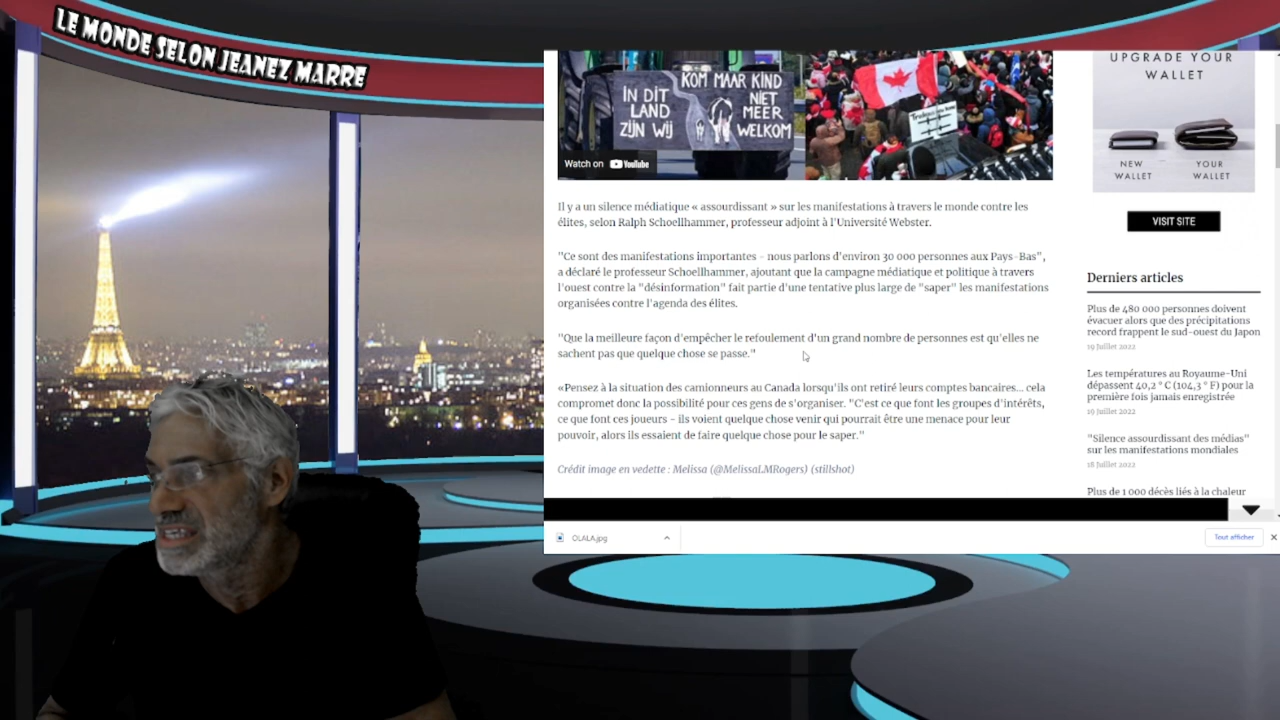 LE MONDE SELON JEANEZ MARRE
IN DIT
LAND
ZIJN WIJ
KOM MAAR KIND
NIET
MEER
WELKOM
Watch on YouTube
Il y a un silence médiatique « assourdissant » sur les manifestations à travers le monde contre les
élites, selon Ralph Schoellhammer, professeur adjoint à l'Université Webster.
"Ce sont des manifestations importantes - nous parlons d'environ 30 000 personnes aux Pays-Bas",
a déclaré le professeur Schoellhammer, ajoutant que la campagne médiatique et politique à travers
l'ouest contre la "désinformation" fait partie d'une tentative plus large de "saper" les manifestations
organisées contre l'agenda des élites.
"Que la meilleure façon d'empêcher le refoulement d'un grand nombre de personnes est qu'elles ne
sachent pas que quelque chose se passe."
«Pensez à la situation des camionneurs au Canada lorsqu'ils ont retiré leurs comptes bancaires... cela
compromet donc la possibilité pour ces gens de s'organiser. "C'est ce que font les groupes d'intérêts,
ce que font ces joueurs - ils voient quelque chose venir qui pourrait être une menace pour leur
pouvoir, alors ils essaient de faire quelque chose pour le saper."
Crédit image en vedette : Melissa (@MelissaLMRogers) (stillshot)
UPGRADE YOUR
WALLET
NEW
WALLET
YOUR
WALLET
VISIT SITE
Derniers articles
Plus de 480 000 personnes doivent
évacuer alors que des précipitations
record frappent le sud-ouest du Japon
19 Juillet 2022
Les températures au Royaume-Uni
dépassent 40,2 ° C (104,3 ° F) pour la
première fois jamais enregistrée
19 Juillet 2022
"Silence assourdissant des médias"
sur les manifestations mondiales
18 Juillet 2022
Plus de 1 000 décès liés à la chaleur
OLALA.jpg
Tout afficher